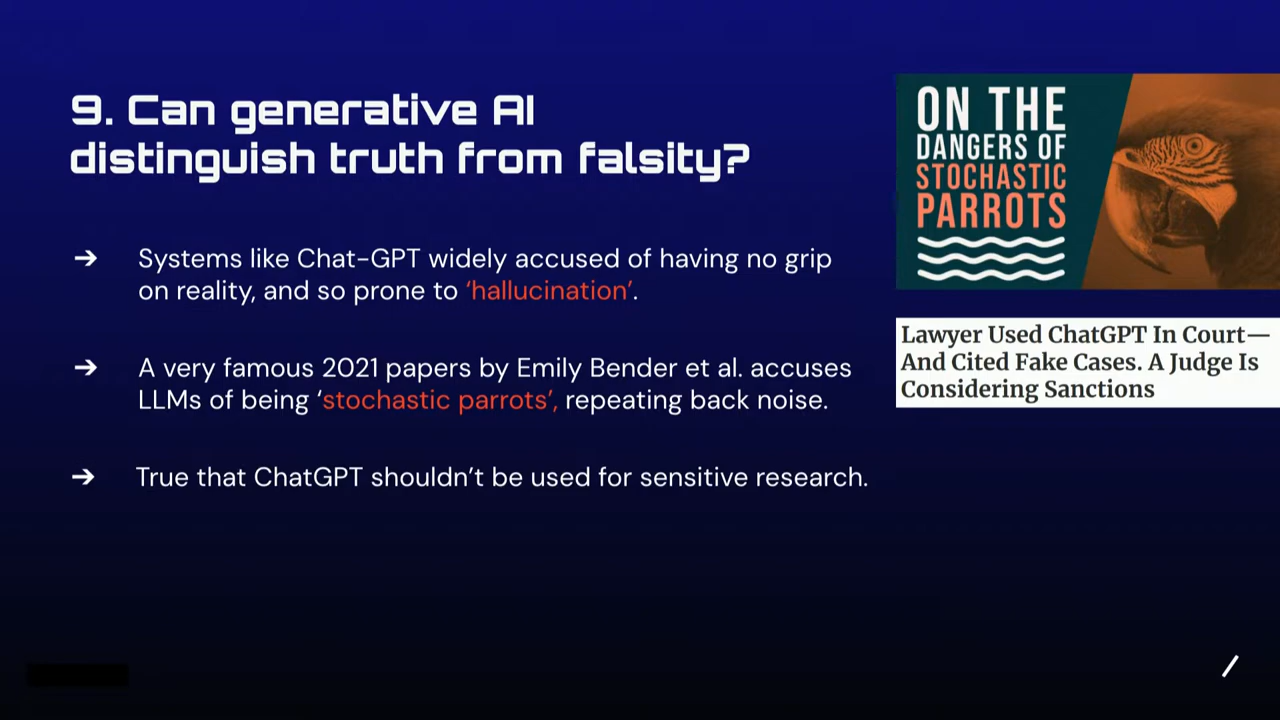 9. Can generative AI
distinguish truth from falsity?
➔ Systems like Chat-GPT widely accused of having no grip
on reality, and so prone to ‘hallucination’.
➔ A very famous 2021 papers by Emily Bender et al. accuses
LLMs of being ‘stochastic parrots’, repeating back noise.
➔ True that ChatGPT shouldn’t be used for sensitive research.
ON THE
DANGERS OF
STOCHASTIC
PARROTS
Lawyer Used ChatGPT In Court—
And Cited Fake Cases. A Judge Is
Considering Sanctions